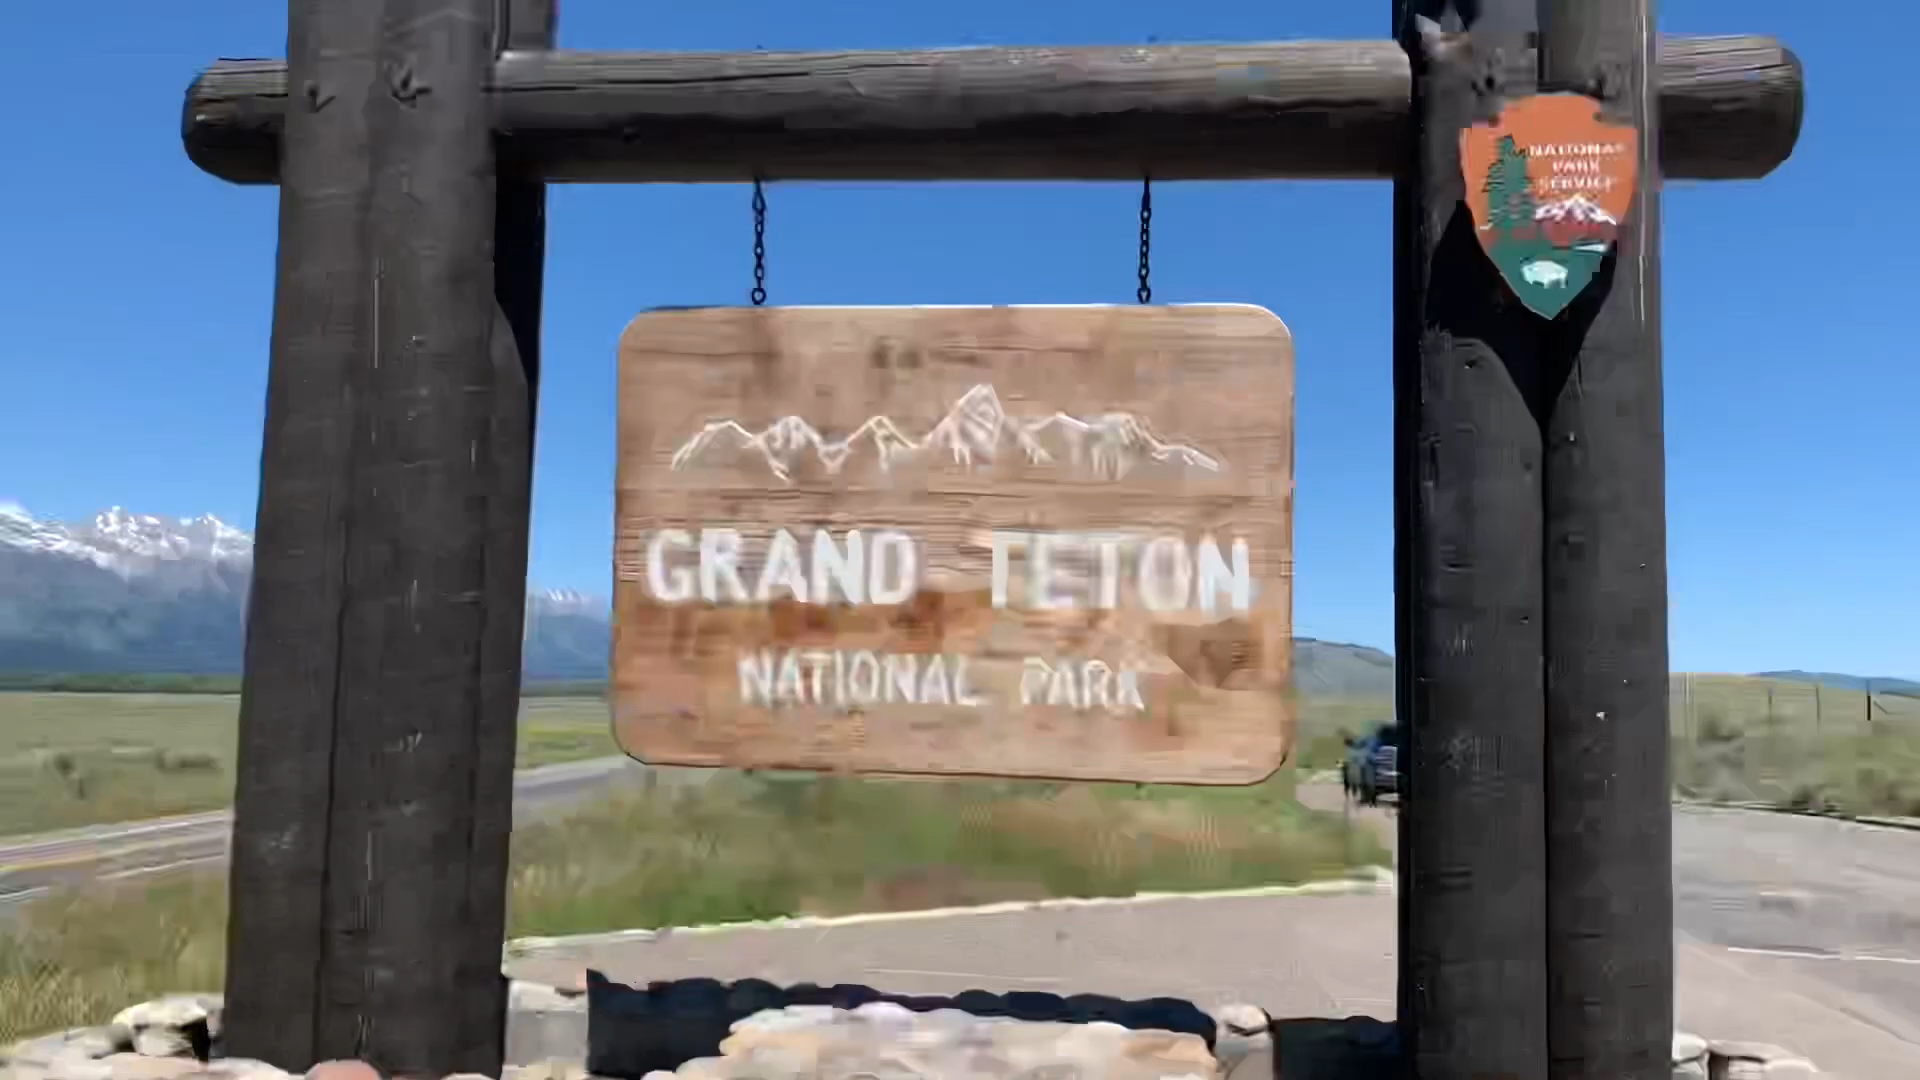 NATIONAL
PARK
SERVICE
GRAND TETON
NATIONAL PARK